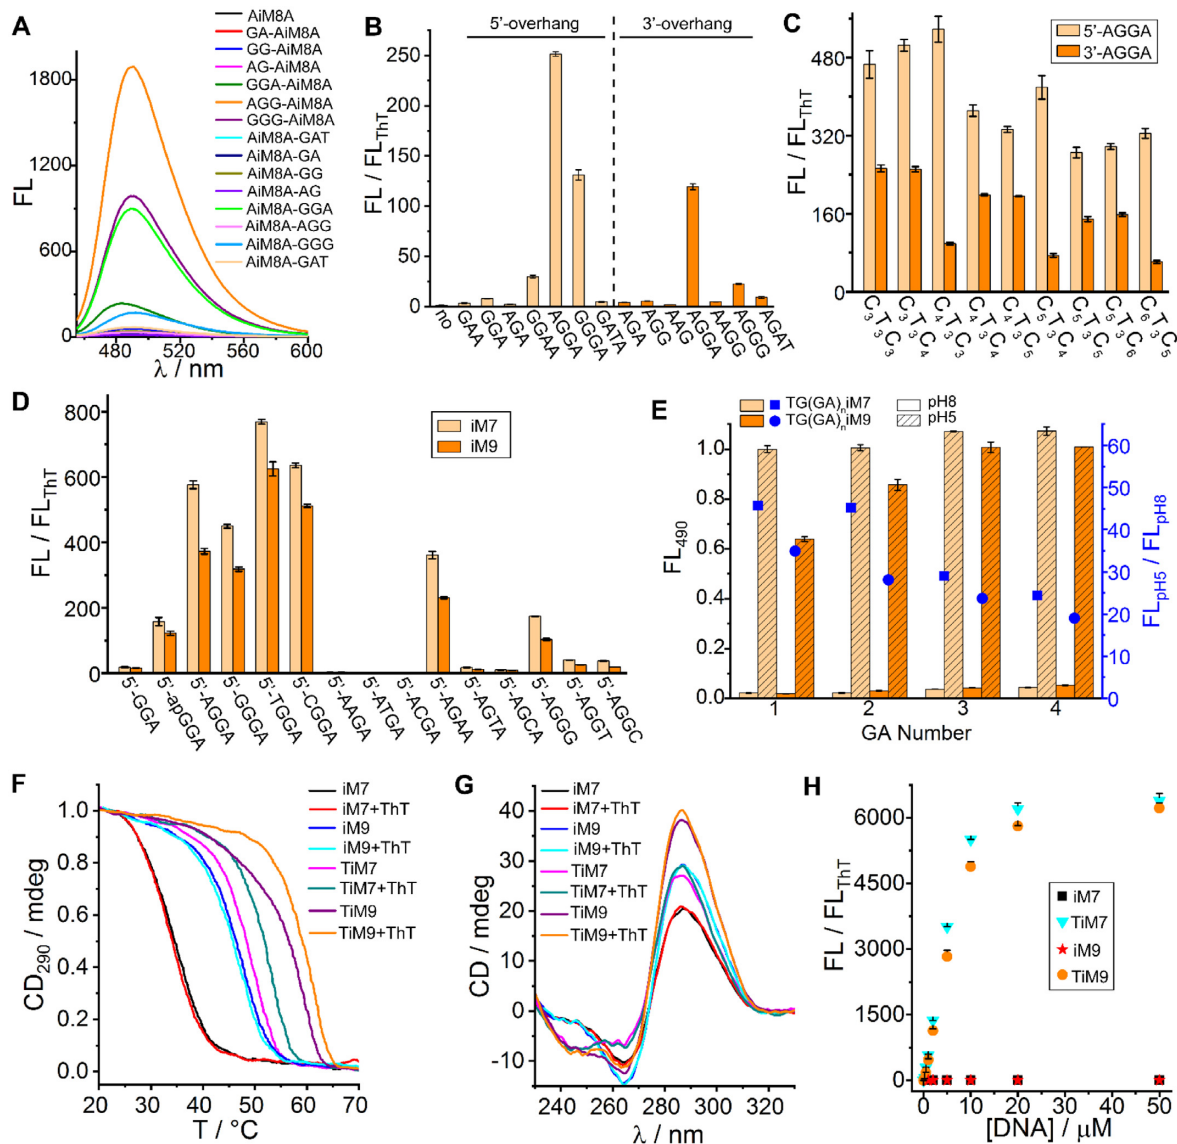 A
FL
1800
1200
600
0
480
520
560
600
λ / nm
AiM8A
GA-AiM8A
GG-AiM8A
AG-AiM8A
GGA-AiM8A
AGG-AiM8A
GGG-AiM8A
AiM8A-GAT
AiM8A-GA
AiM8A-GG
AiM8A-AG
AiM8A-GGA
AiM8A-AGG
AiM8A-GGG
AiM8A-GAT
B
5'-overhang
3'-overhang
FL / FLThT
250
200
150
100
50
0
no
GAA
GGA
AGA
GGAA
AGGA
GGGA
GATA
AGA
AGG
AAG
AGGA
AAGG
AGGG
AGAT
C
5'-AGGA
3'-AGGA
FL / FLThT
480
320
160
0
C3T3C3
C3T3C4
C4T3C3
C4T3C4
C4T3C5
C5T3C4
C5T3C5
C5T3C6
C6T3C5
D
iM7
iM9
FL / FLThT
800
600
400
200
0
5'-GGA
5'-apGGA
5'-AGGA
5'-GGGA
5'-TGGA
5'-CGGA
5'-AAGA
5'-ATGA
5'-ACGA
5'-AGAA
5'-AGTA
5'-AGCA
5'-AGGG
5'-AGGT
5'-AGGC
E
TG(GA)niM7
TG(GA)niM9
pH8
pH5
FL490
1.0
0.8
0.6
0.4
0.2
0.0
1
2
3
4
GA Number
60
50
40
30
20
10
0
FLpH5 / FLpH8
F
CD290 / mdeg
1.0
0.8
0.6
0.4
0.2
0.0
20
30
40
50
60
70
T / °C
iM7
iM7+ThT
iM9
iM9+ThT
TiM7
TiM7+ThT
TiM9
TiM9+ThT
G
CD / mdeg
40
30
20
10
0
-10
240
260
280
300
320
λ / nm
iM7
iM7+ThT
iM9
iM9+ThT
TiM7
TiM7+ThT
TiM9
TiM9+ThT
H
FL / FLThT
6000
4500
3000
1500
0
0
10
20
30
40
50
[DNA] / μM
iM7
TiM7
iM9
TiM9